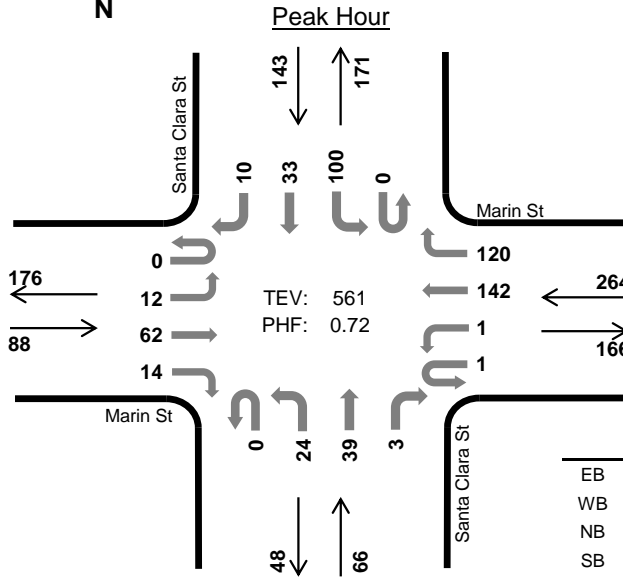 N
Peak Hour
143
171
Santa Clara St
10
33
100
0
Marin St
0
120
176
12
142
264
TEV: 561
PHF: 0.72
88
62
1
166
14
1
Marin St
0
24
39
3
Santa Clara St
EB
WB
NB
SB
48
66